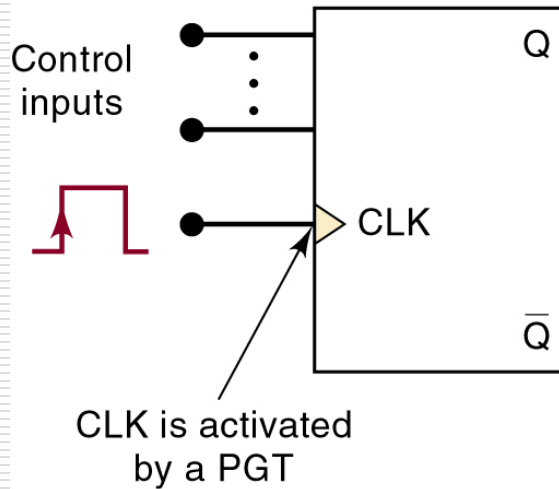 Control
inputs
Q
CLK
Q̅
CLK is activated
by a PGT